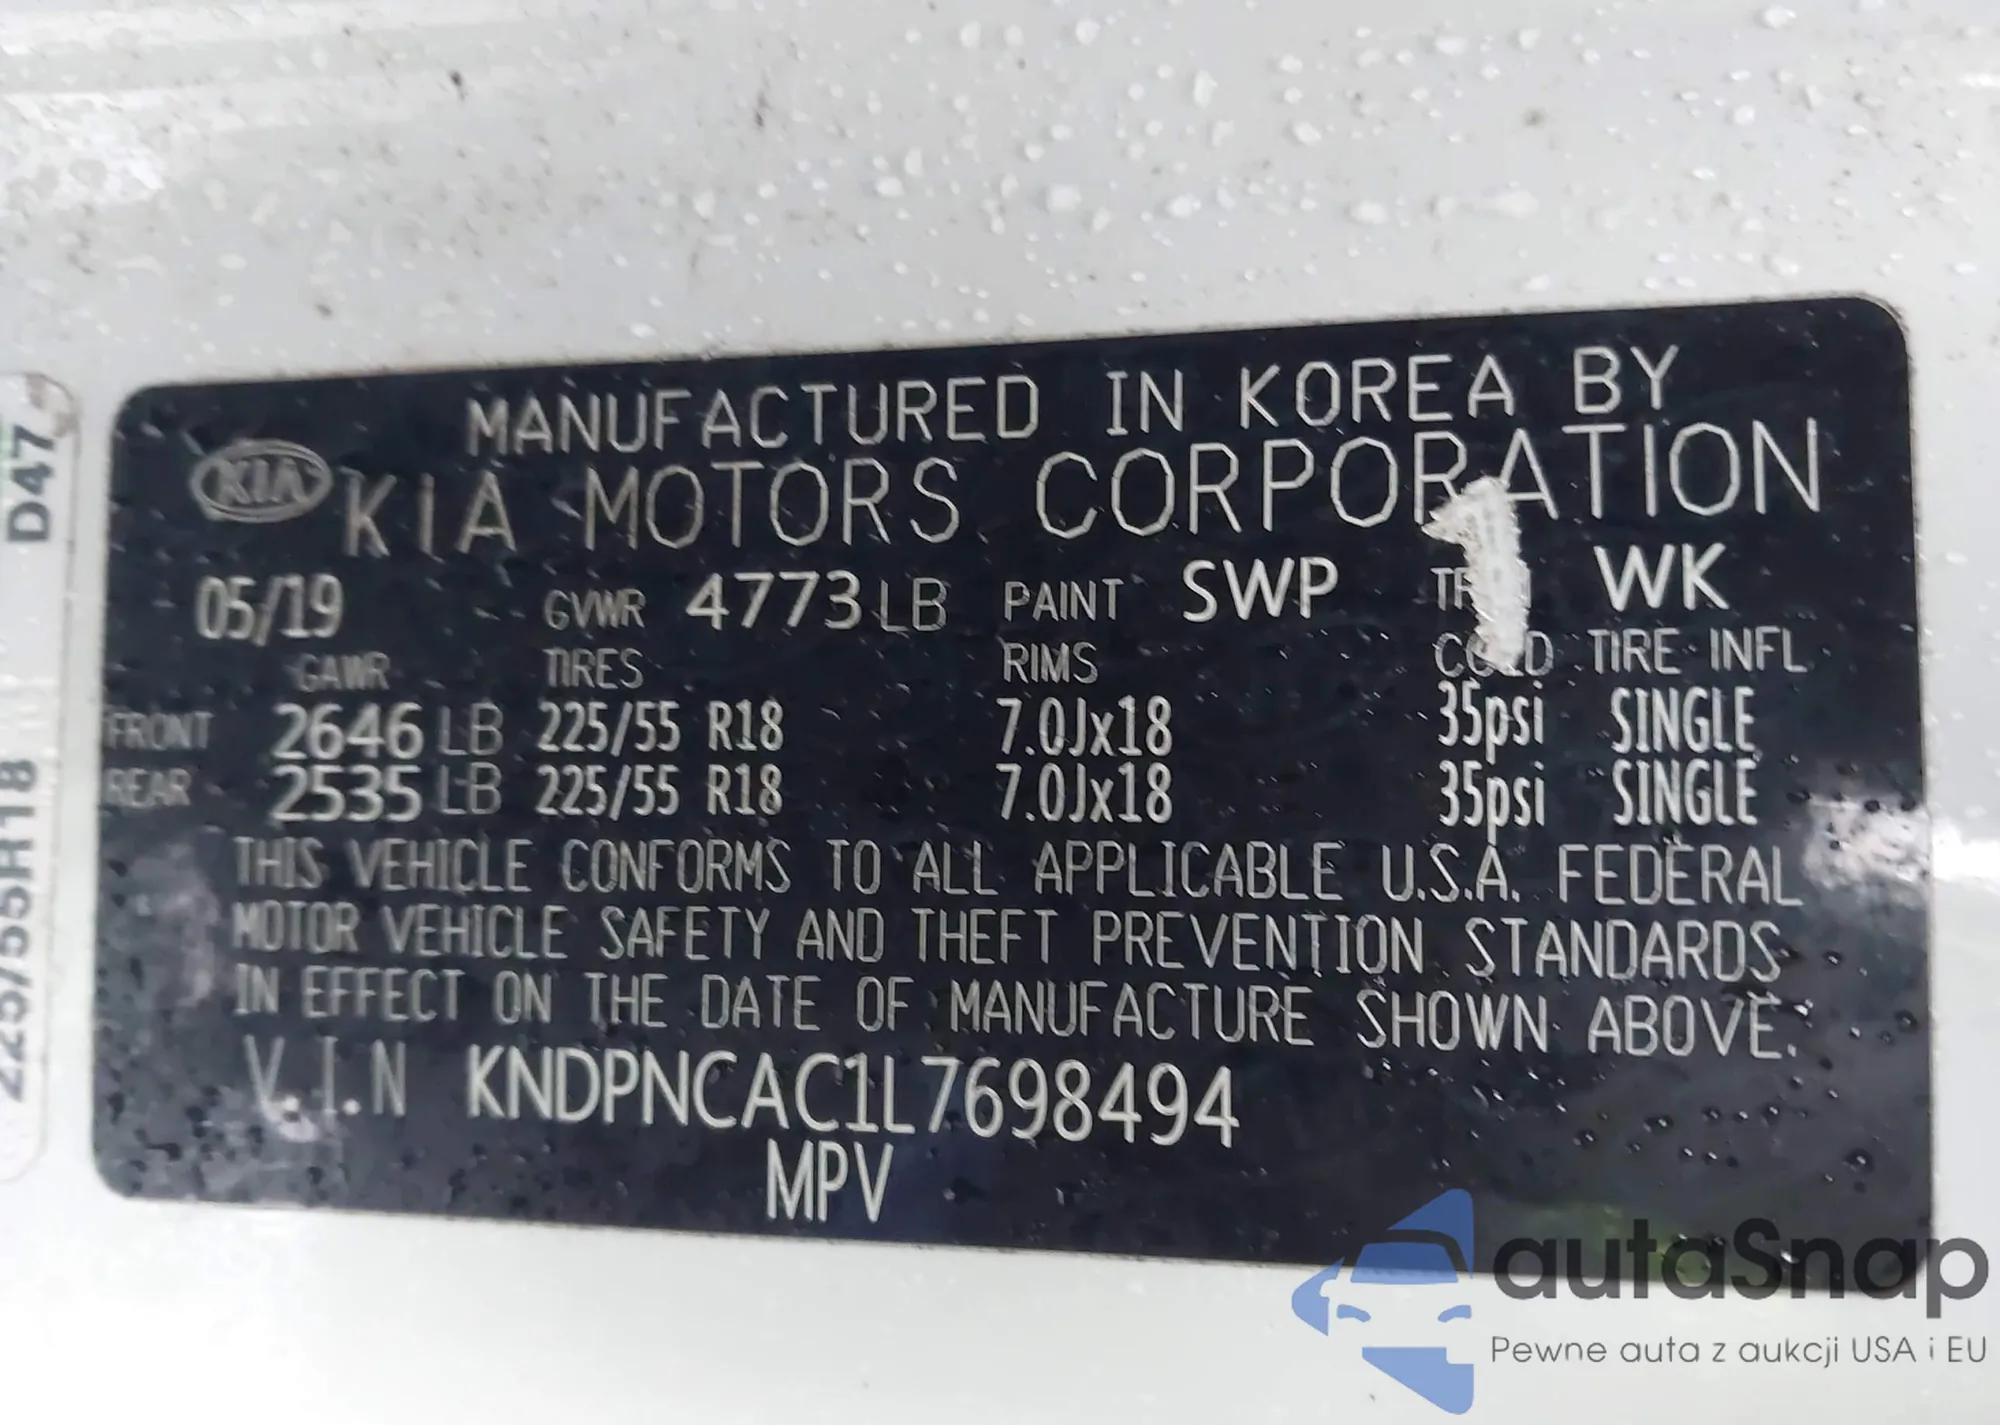 MANUFACTURED IN KOREA BY
KIA KIA MOTORS CORPORATION
05/19 GVWR 4773 LB PAINT SWP WK
GAWR TIRES RIMS COLD TIRE INFL
FRONT 2646 LB 225/55 R18 7.0Jx18 35psi SINGLE
REAR 2535 LB 225/55 R18 7.0Jx18 35psi SINGLE
THIS VEHICLE CONFORMS TO ALL APPLICABLE U.S.A. FEDERAL
MOTOR VEHICLE SAFETY AND THEFT PREVENTION STANDARDS
IN EFFECT ON THE DATE OF MANUFACTURE SHOWN ABOVE.
V.I.N KNDPNCAC1L7698494
MPV
225/55R18 D47
autaSnap
Pewne auta z aukcji USA i EU